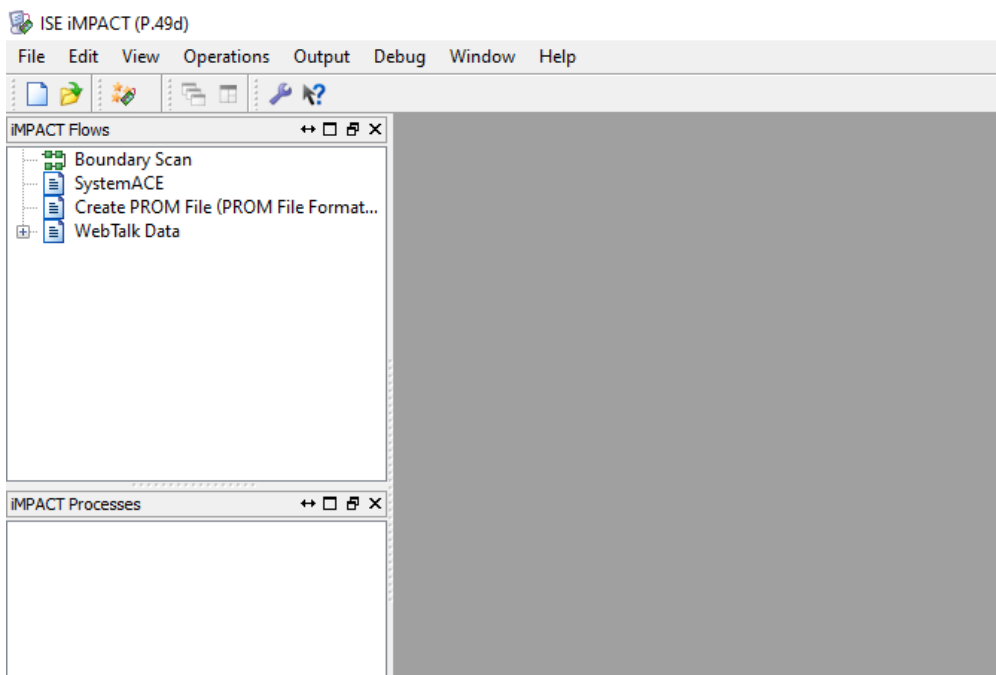 ISE iMPACT (P.49d)
File Edit View Operations Output Debug Window Help
iMPACT Flows
Boundary Scan
SystemACE
Create PROM File (PROM File Format...
WebTalk Data
iMPACT Processes